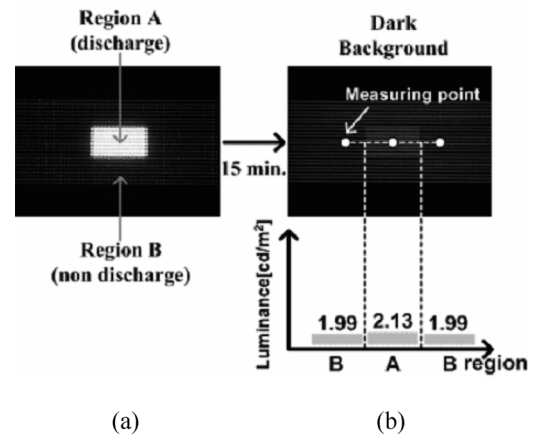 Region A
(discharge)
Dark
Background
Measuring point
15 min.
Region B
(non discharge)
Luminance[cd/m²]
1.99 2.13 1.99
B A B region
(a) (b)